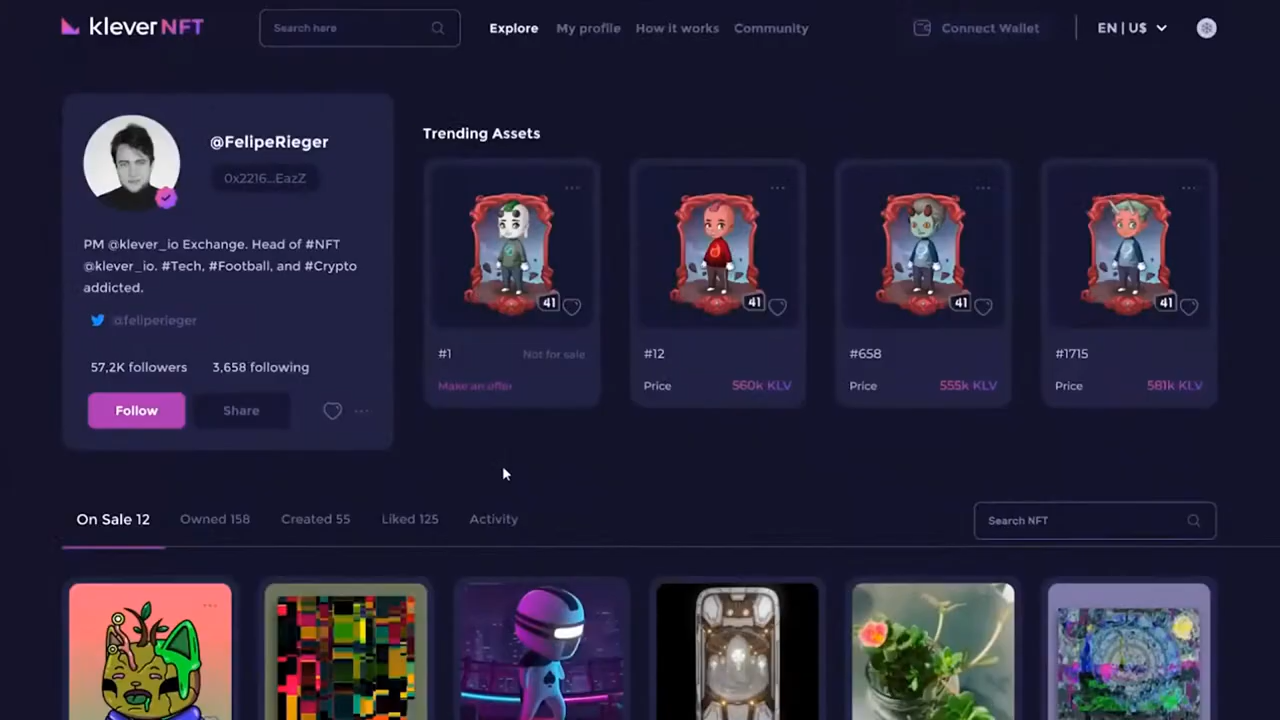 klever NFT
Search here
Explore
My profile
How it works
Community
Connect Wallet
EN | U$
@FelipeRieger
0x2216...EazZ
PM @klever_io Exchange. Head of #NFT
@klever_io. #Tech, #Football, and #Crypto
addicted.
@feliperieger
57,2K followers
3,658 following
Follow
Share
Trending Assets
41
#1
Not for sale
Make an offer
41
#12
Price
560k KLV
41
#658
Price
555k KLV
41
#1715
Price
581k KLV
On Sale 12
Owned 158
Created 55
Liked 125
Activity
Search NFT